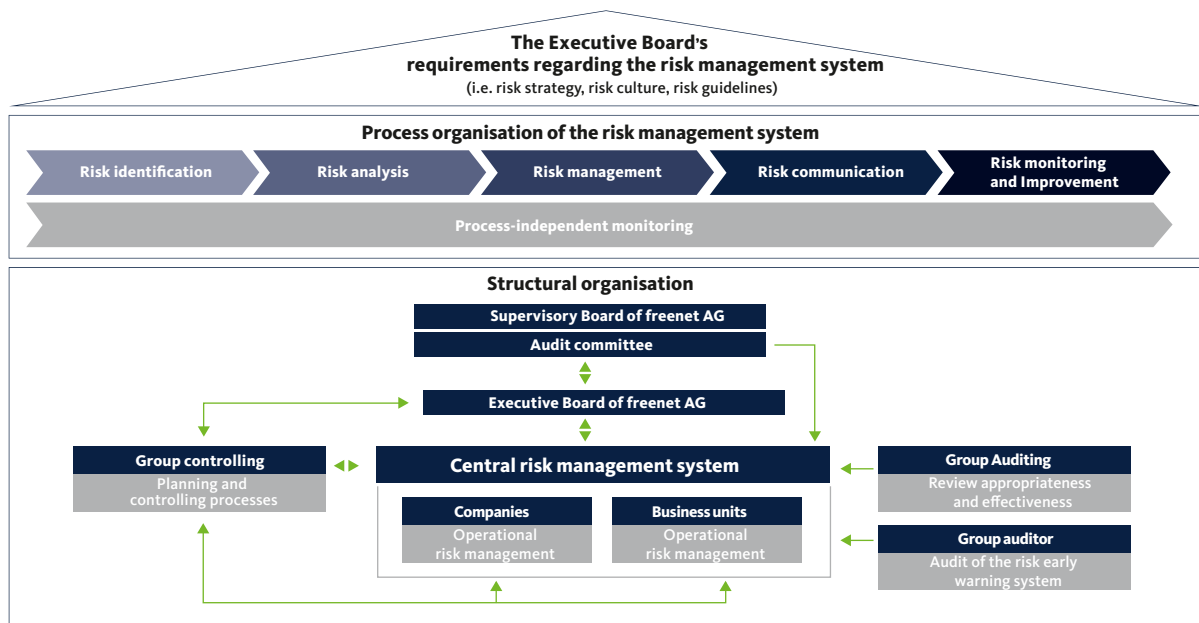 The Executive Board's
requirements regarding the risk management system
(i.e. risk strategy, risk culture, risk guidelines)
Process organisation of the risk management system
Risk identification
Risk analysis
Risk management
Risk communication
Risk monitoring
and Improvement
Process-independent monitoring
Structural organisation
Supervisory Board of freenet AG
Audit committee
Executive Board of freenet AG
Group controlling
Planning and
controlling processes
Central risk management system
Companies
Operational
risk management
Business units
Operational
risk management
Group Auditing
Review appropriateness
and effectiveness
Group auditor
Audit of the risk early
warning system